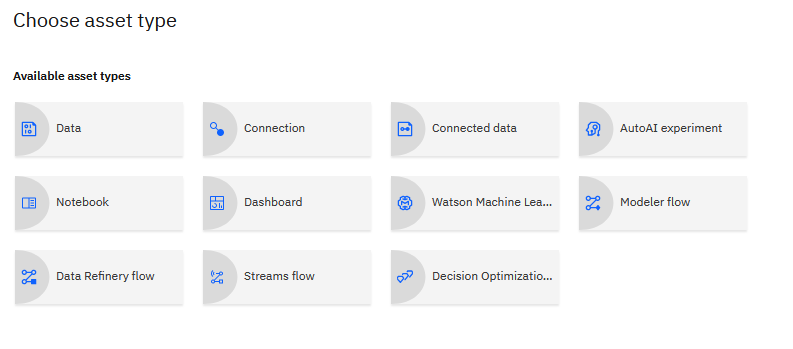 Choose asset type
Available asset types
Data
Connection
Connected data
AutoAI experiment
Notebook
Dashboard
Watson Machine Lea...
Modeler flow
Data Refinery flow
Streams flow
Decision Optimizatio...